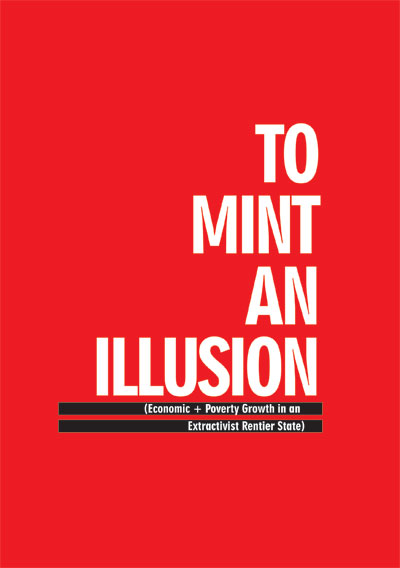 TO
MINT
AN
ILLUSION
(Economic + Poverty Growth in an
Extractivist Rentier State)